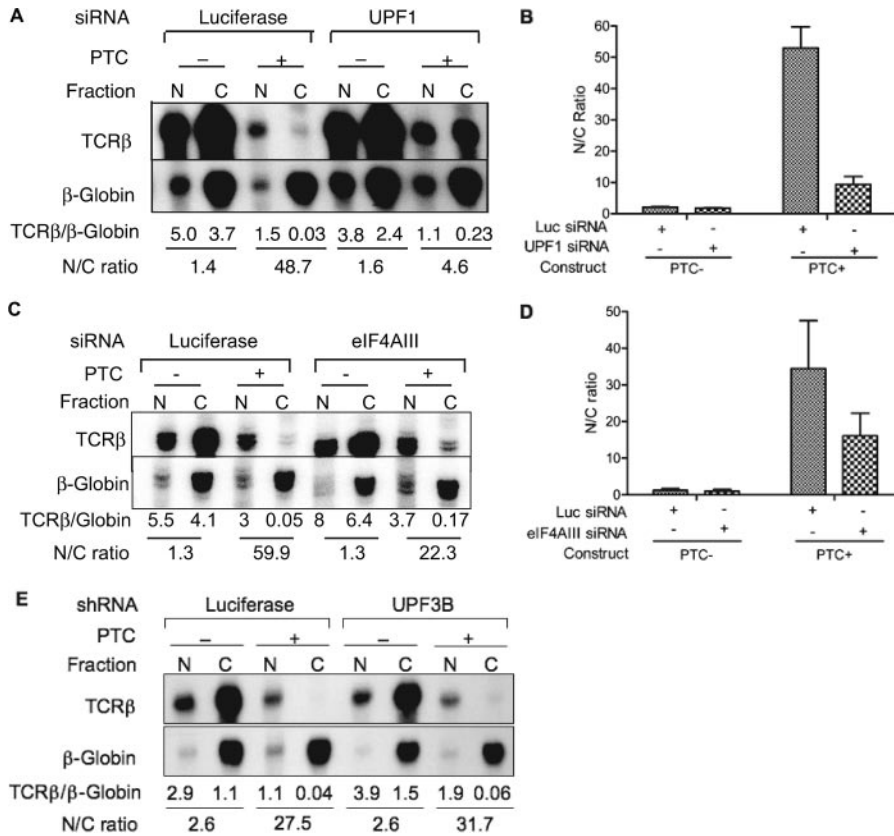 A
siRNA Luciferase UPF1
PTC – + – +
Fraction N C N C N C N C
TCRβ
β-Globin
TCRβ/β-Globin 5.0 3.7 1.5 0.03 3.8 2.4 1.1 0.23
N/C ratio 1.4 48.7 1.6 4.6
B
N/C Ratio
60
50
40
30
20
10
0
Luc siRNA + - + -
UPF1 siRNA - + - +
Construct PTC- PTC+
C
siRNA Luciferase eIF4AIII
PTC - + - +
Fraction N C N C N C N C
TCRβ
β-Globin
TCRβ/Globin 5.5 4.1 3 0.05 8 6.4 3.7 0.17
N/C ratio 1.3 59.9 1.3 22.3
D
N/C ratio
50
40
30
20
10
0
Luc siRNA + - + -
eIF4AIII siRNA - + - +
Construct PTC- PTC+
E
shRNA Luciferase UPF3B
PTC – + – +
Fraction N C N C N C N C
TCRβ
β-Globin
TCRβ/β-Globin 2.9 1.1 1.1 0.04 3.9 1.5 1.9 0.06
N/C ratio 2.6 27.5 2.6 31.7